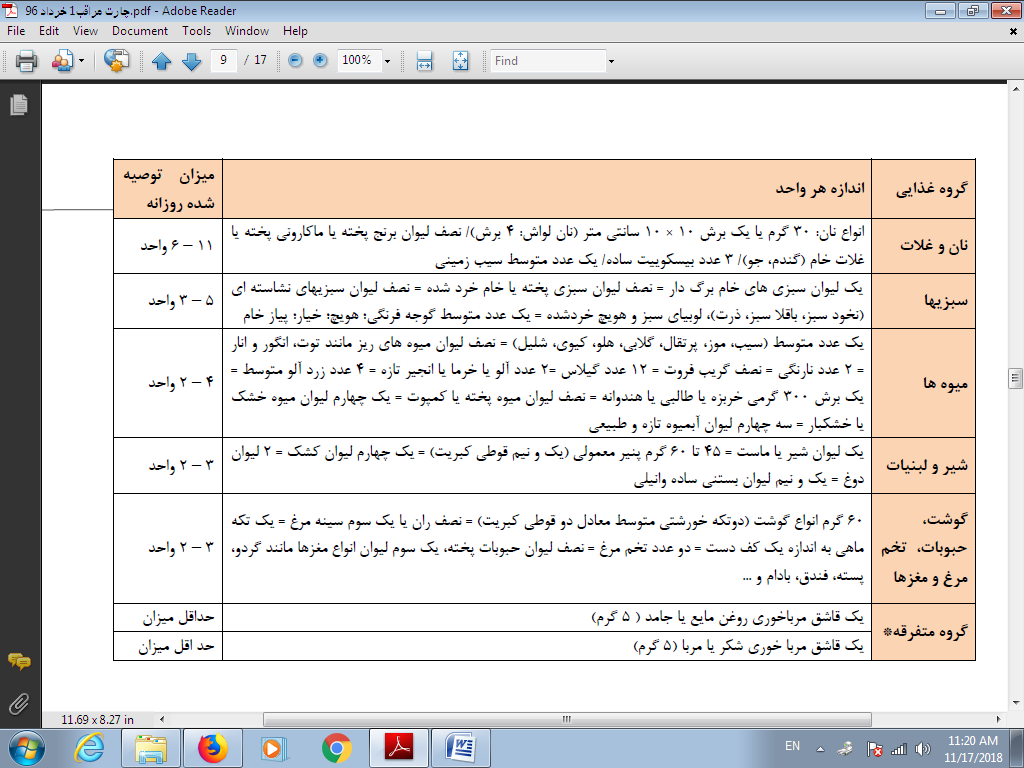 چارت مراقب1 خرداد 96.pdf - Adobe Reader
File Edit View Document Tools Window Help
9 / 17 100% Find
گروه غذایی
اندازه هر واحد
میزان توصیه
شده روزانه
نان و غلات
انواع نان: ۳۰ گرم یا یک برش ۱۰ × ۱۰ سانتی متر (نان لواش: ۴ برش)/ نصف لیوان برنج پخته یا ماکارونی پخته یا
غلات خام (گندم، جو)/ ۳ عدد بیسکوییت ساده/ یک عدد متوسط سیب زمینی
۱۱ – ۶ واحد
سبزیها
یک لیوان سبزی های خام برگ دار = نصف لیوان سبزی پخته یا خام خرد شده = نصف لیوان سبزیهای نشاسته ای
(نخود سبز، باقلا سبز، ذرت)، لوبیای سبز و هویچ خردشده = یک عدد متوسط گوجه فرنگی؛ هویچ؛ خیار؛ پیاز خام
۵ – ۳ واحد
میوه ها
یک عدد متوسط (سیب، موز، پرتقال، گلابی، هلو، کیوی، شلیل) = نصف لیوان میوه های ریز مانند توت، انگور و انار
= ۲ عدد نارنگی = نصف گریپ فروت = ۱۲ عدد گیلاس =۲ عدد آلو یا خرما یا انجیر تازه = ۴ عدد زرد آلو متوسط =
یک برش ۳۰۰ گرمی خربزه یا طالبی یا هندوانه = نصف لیوان میوه پخته یا کمپوت = یک چهارم لیوان میوه خشک
یا خشکبار = سه چهارم لیوان آبمیوه تازه و طبیعی
۴ – ۲ واحد
شیر و لبنیات
یک لیوان شیر یا ماست = ۴۵ تا ۶۰ گرم پنیر معمولی (یک و نیم قوطی کبریت) = یک چهارم لیوان کشک = ۲ لیوان
دوغ = یک و نیم لیوان بستنی ساده وانیلی
۳ – ۲ واحد
گوشت،
حبوبات، تخم
مرغ و مغزها
۶۰ گرم انواع گوشت (دوتکه خورشتی متوسط معادل دو قوطی کبریت) = نصف ران یا یک سوم سینه مرغ = یک تکه
ماهی به اندازه یک کف دست = دو عدد تخم مرغ = نصف لیوان حبوبات پخته، یک سوم لیوان انواع مغزها مانند گردو،
پسته، فندق، بادام و ...
۳ – ۲ واحد
گروه متفرقه*
یک قاشق مرباخوری روغن مایع یا جامد ( ۵ گرم)
حداقل میزان
یک قاشق مربا خوری شکر یا مربا (۵ گرم)
حد اقل میزان
11.69 x 8.27 in
EN
11:20 AM
11/17/2018